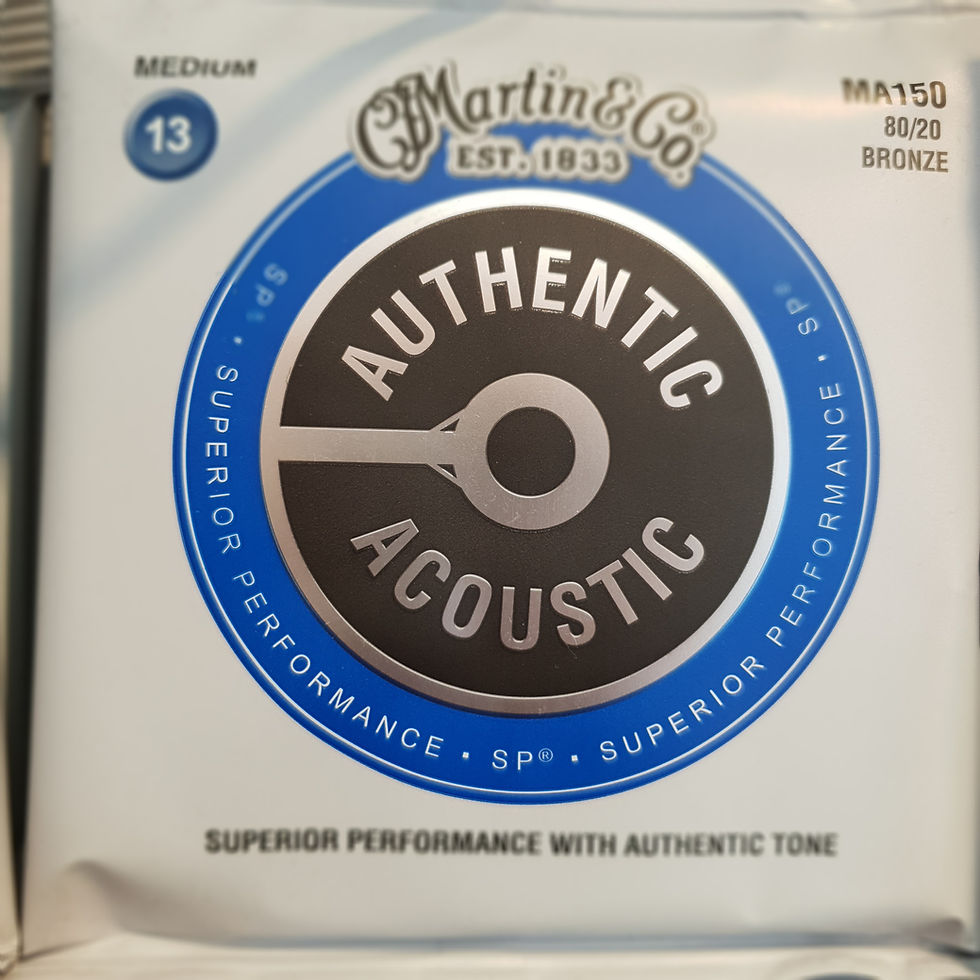 MEDIUM
13
CFMartin&Co®
EST. 1833
MA150
80/20
BRONZE
AUTHENTIC
ACOUSTIC
SP® · SUPERIOR PERFORMANCE · SP® · SUPERIOR PERFORMANCE · SP®
SUPERIOR PERFORMANCE WITH AUTHENTIC TONE